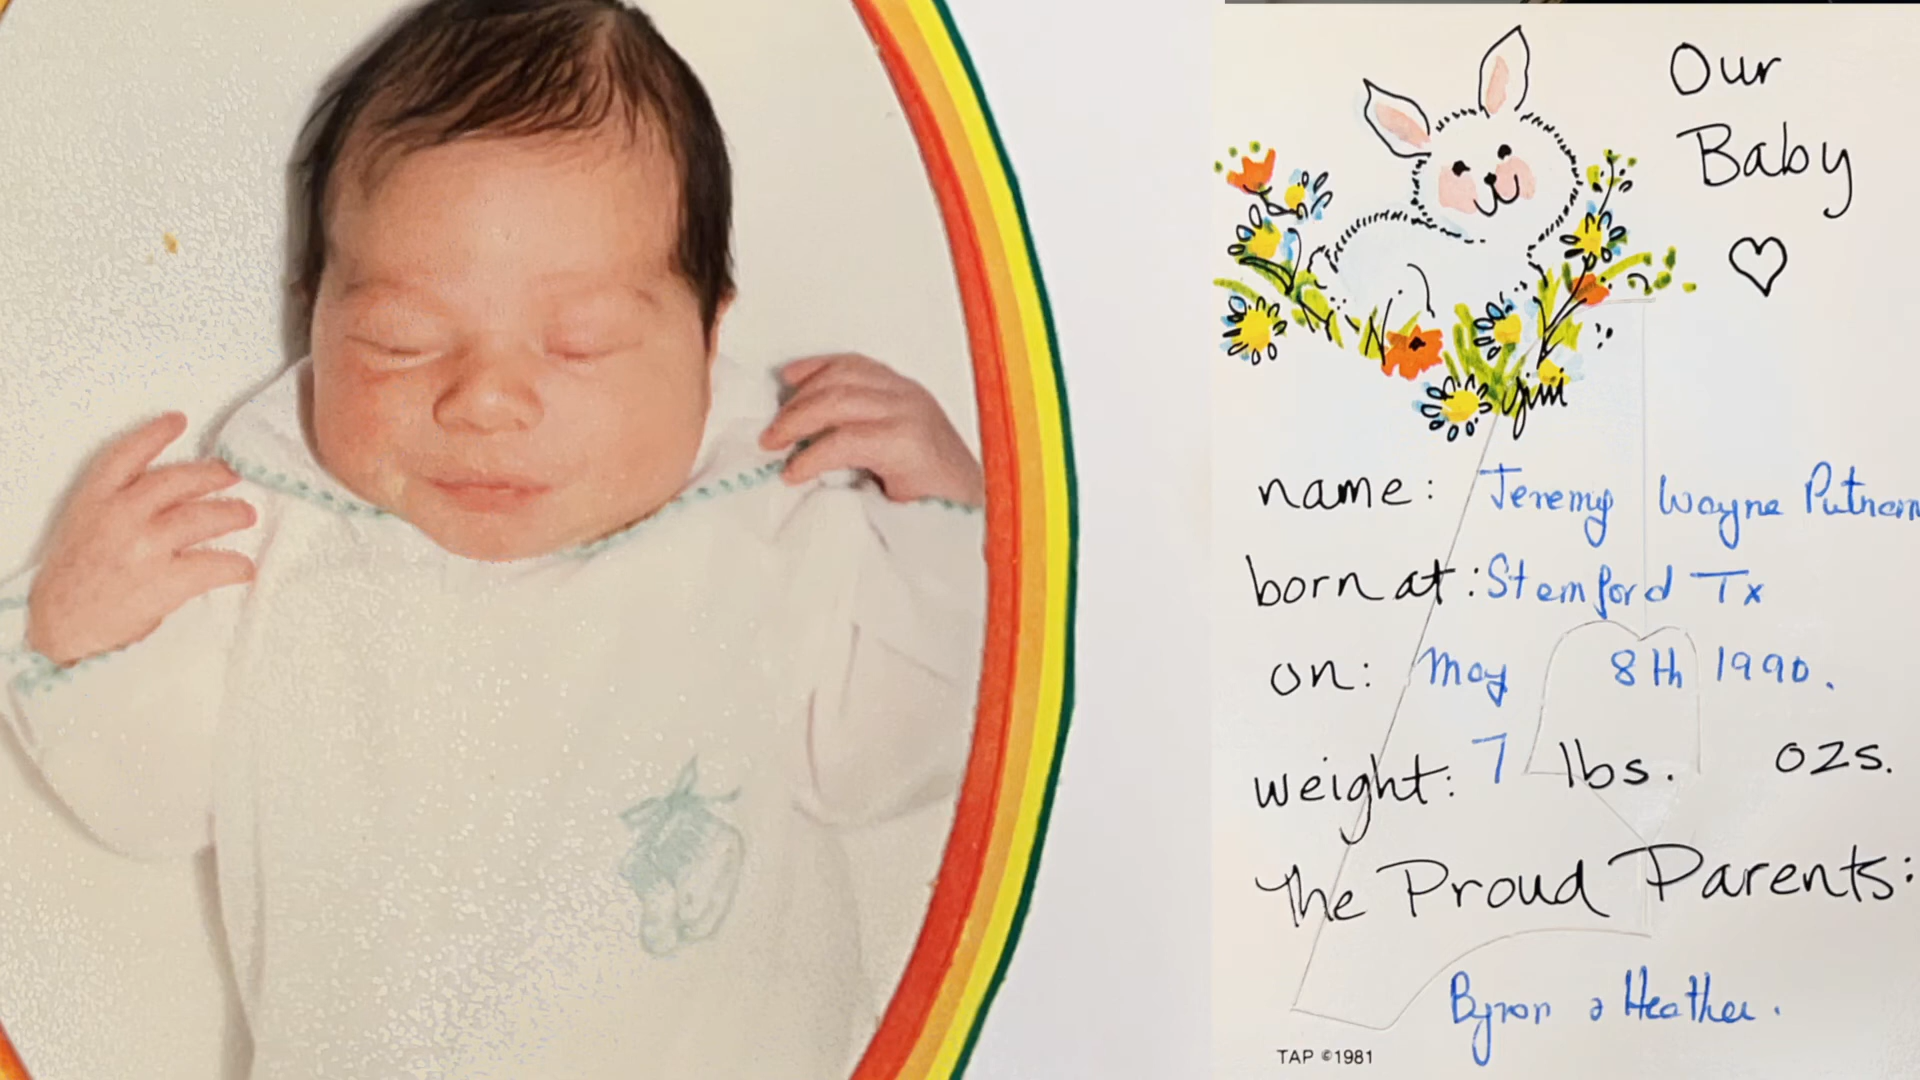 Our
Baby
jim
name: Jeremy Wayne Putnam
born at: Stamford Tx
on: May 8th 1990.
weight: 7 lbs. ozs.
The Proud Parents:
Byron & Heather.
TAP ©1981